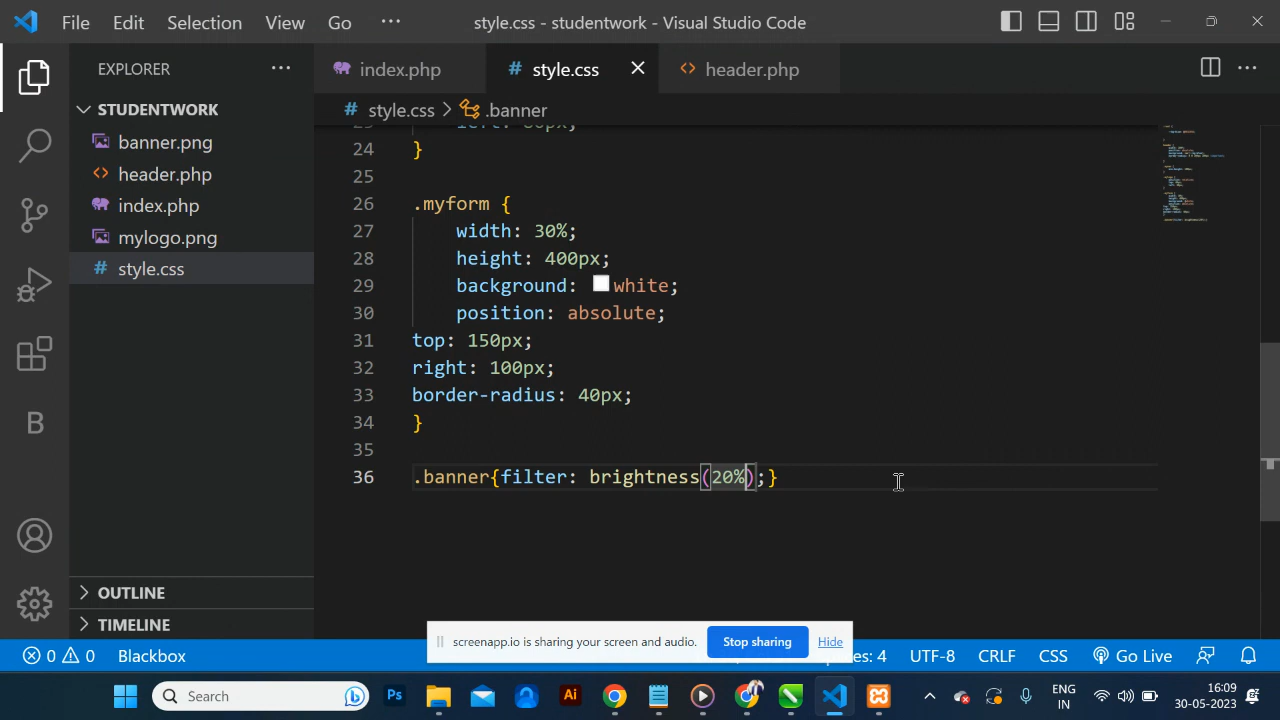 File Edit Selection View Go ···
style.css - studentwork - Visual Studio Code
EXPLORER ···
STUDENTWORK
banner.png
header.php
index.php
mylogo.png
style.css
OUTLINE
TIMELINE
index.php
# style.css
<> header.php
# style.css > .banner
24 }
25
26 .myform {
27 width: 30%;
28 height: 400px;
29 background: white;
30 position: absolute;
31 top: 150px;
32 right: 100px;
33 border-radius: 40px;
34 }
35
36 .banner{filter: brightness(20%);}
screenapp.io is sharing your screen and audio. Stop sharing Hide
0 0 Blackbox
UTF-8 CRLF CSS Go Live
Search
Ps
Ai
ENG
IN
16:09
30-05-2023